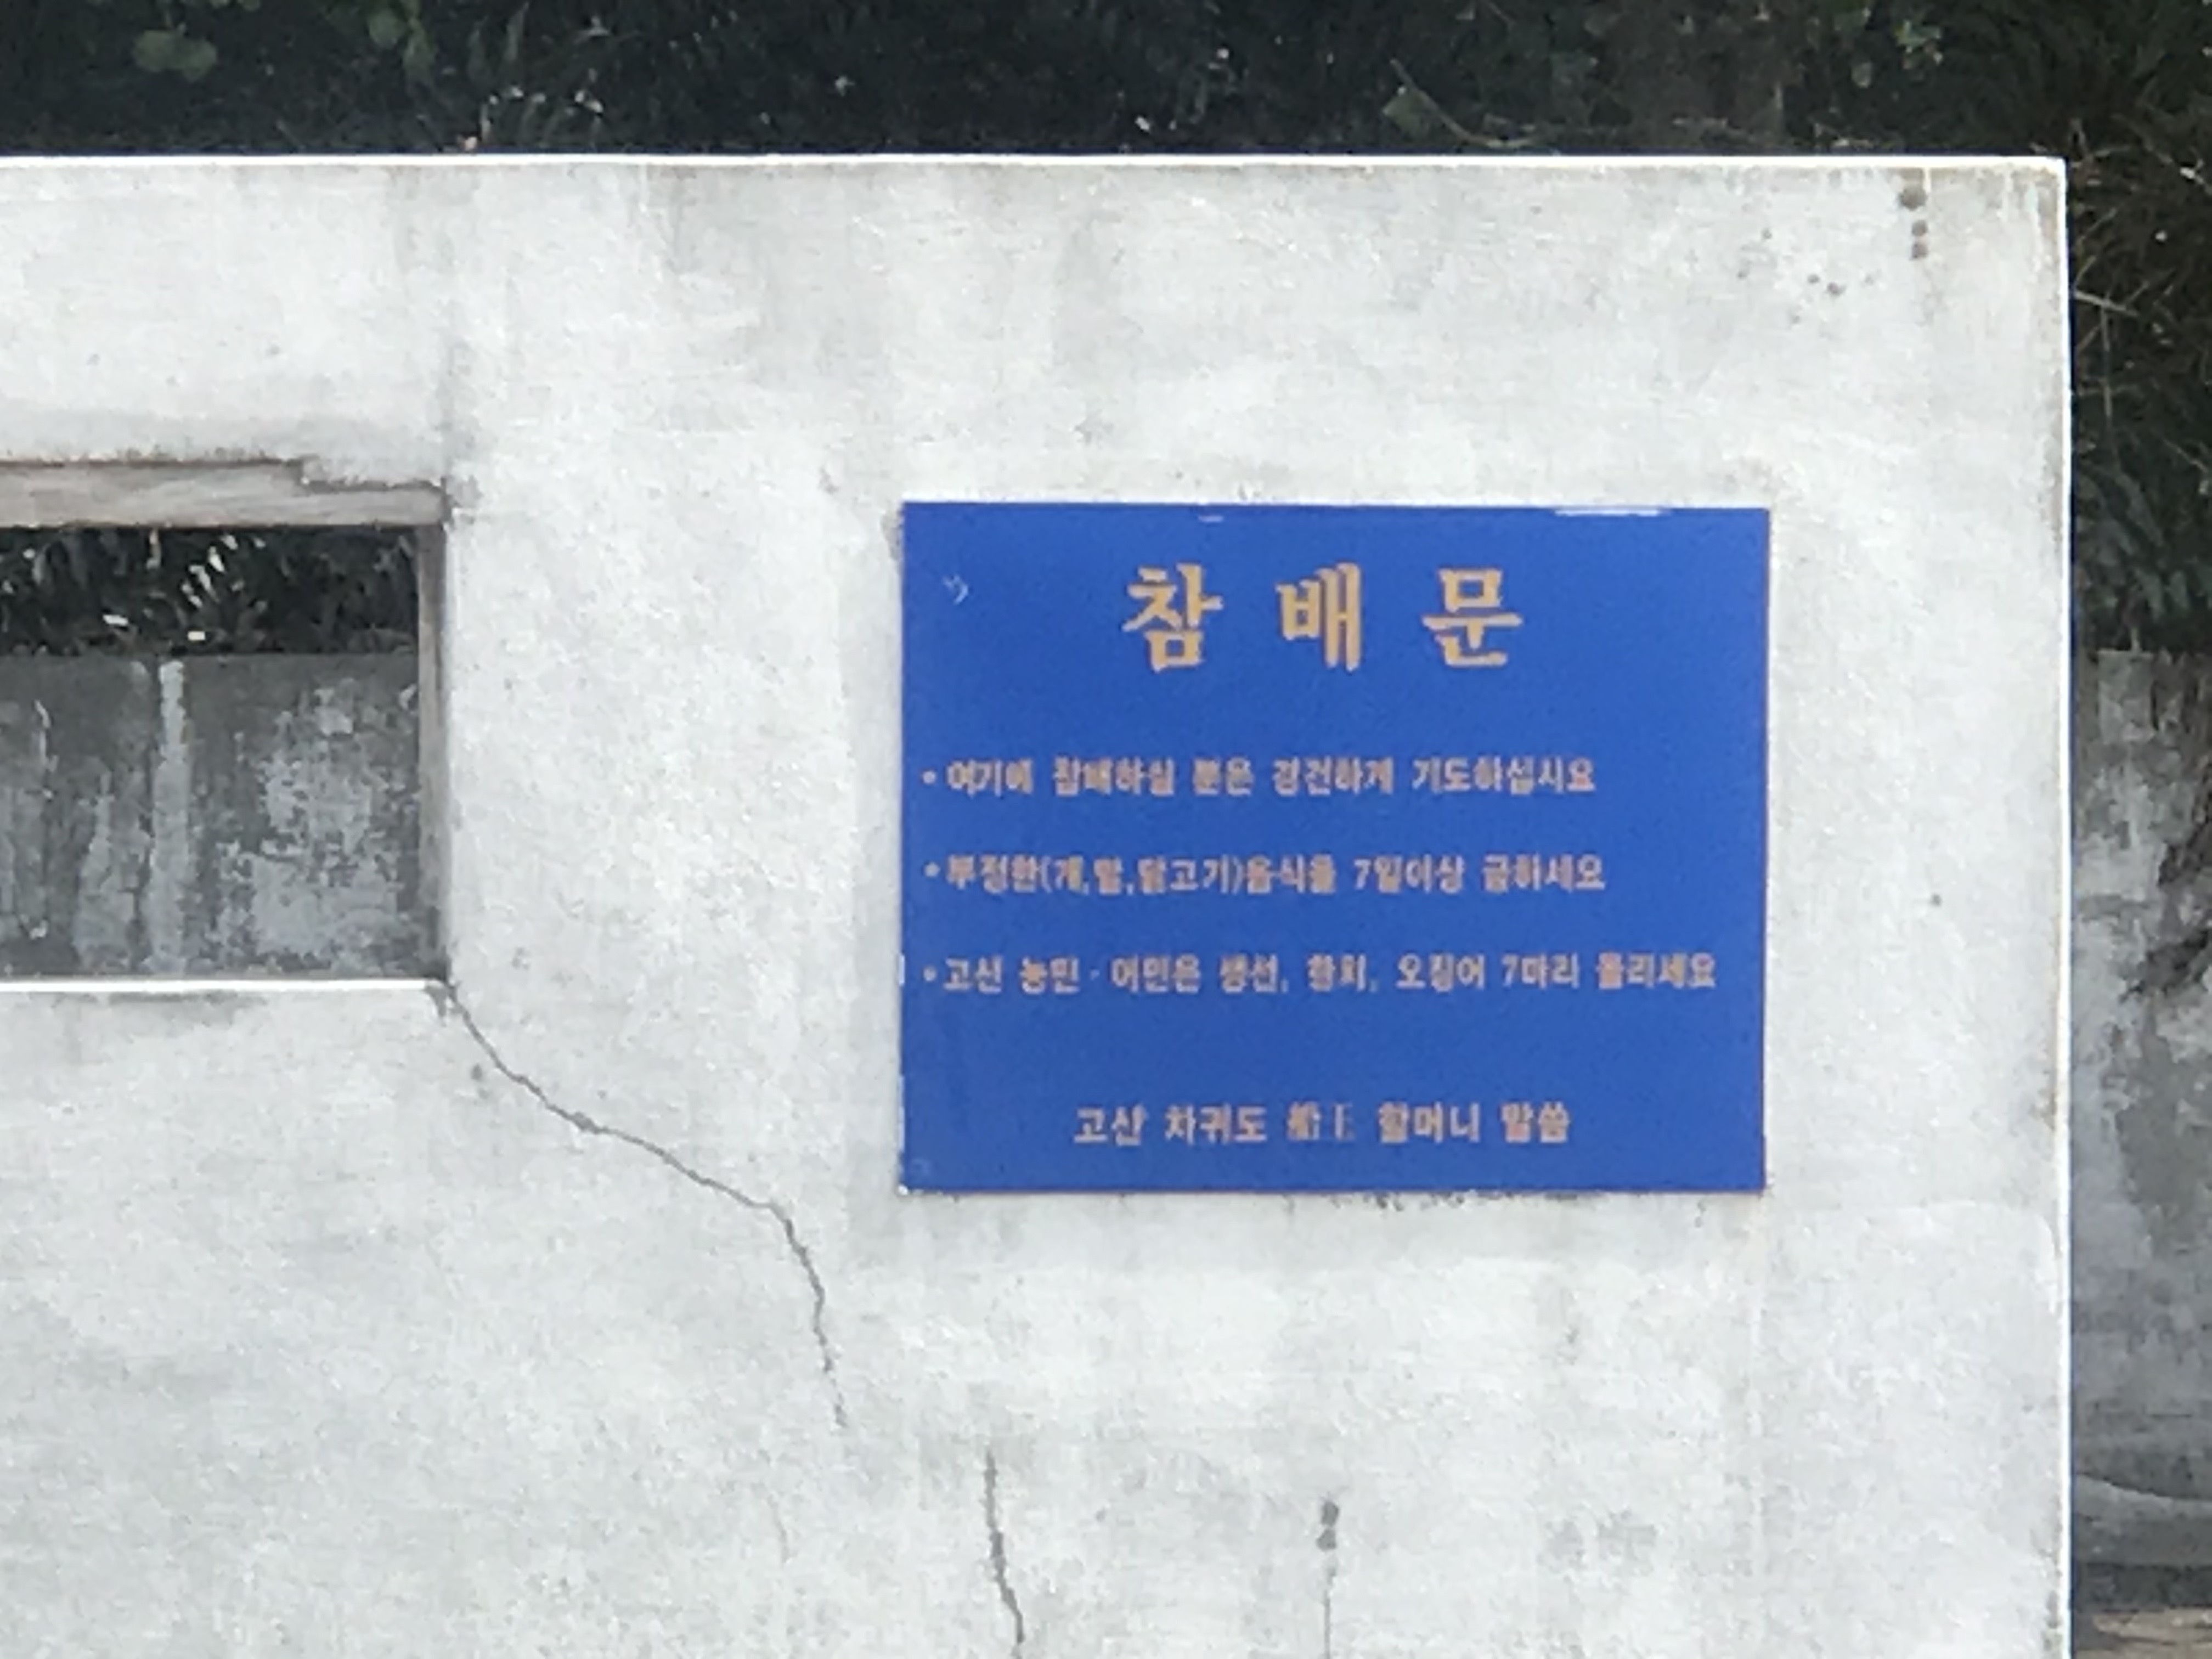 참배문
• 여기에 참배하실 분은 경건하게 기도하십시요
• 부정한(개,말,닭고기)음식을 7일이상 금하세요
• 고산 농민·어민은 생선, 오징어 7마리 올리세요
고산 차귀도 船王 할머니 말씀